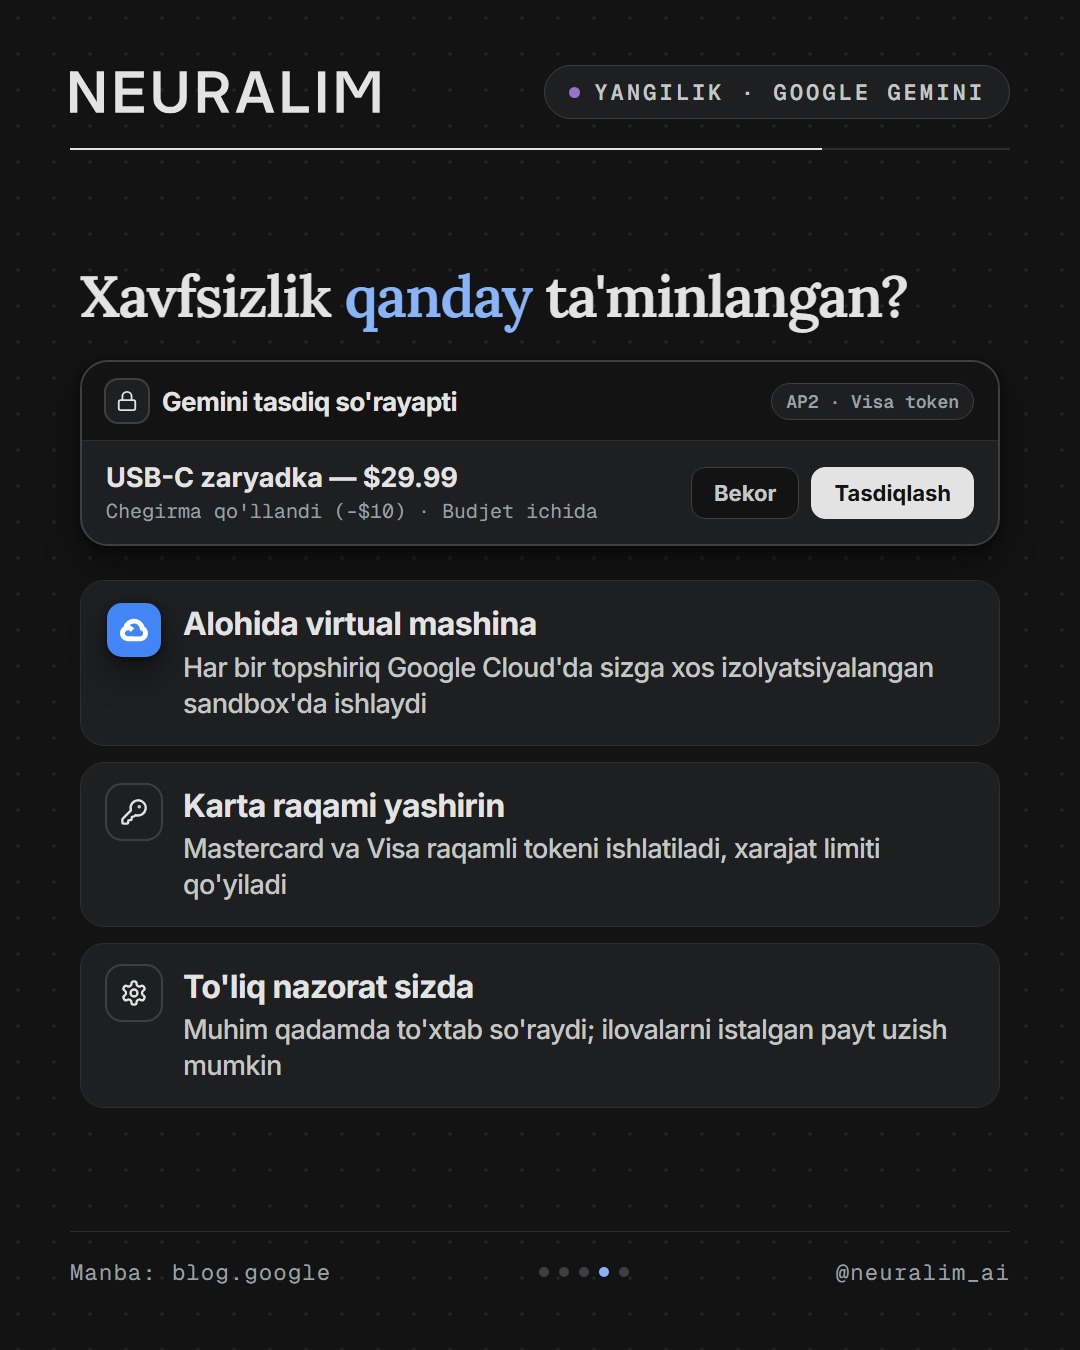 NEURALIM
YANGILIK · GOOGLE GEMINI
Xavfsizlik qanday ta'minlangan?
Gemini tasdiq so'rayapti
AP2 · Visa token
USB-C zaryadka — $29.99
Chegirma qo'llandi (-$10) · Budjet ichida
Bekor
Tasdiqlash
Alohida virtual mashina
Har bir topshiriq Google Cloud'da sizga xos izolyatsiyalangan
sandbox'da ishlaydi
Karta raqami yashirin
Mastercard va Visa raqamli tokeni ishlatiladi, xarajat limiti
qo'yiladi
To'liq nazorat sizda
Muhim qadamda to'xtab so'raydi; ilovalarni istalgan payt uzish
mumkin
Manba: blog.google
@neuralim_ai